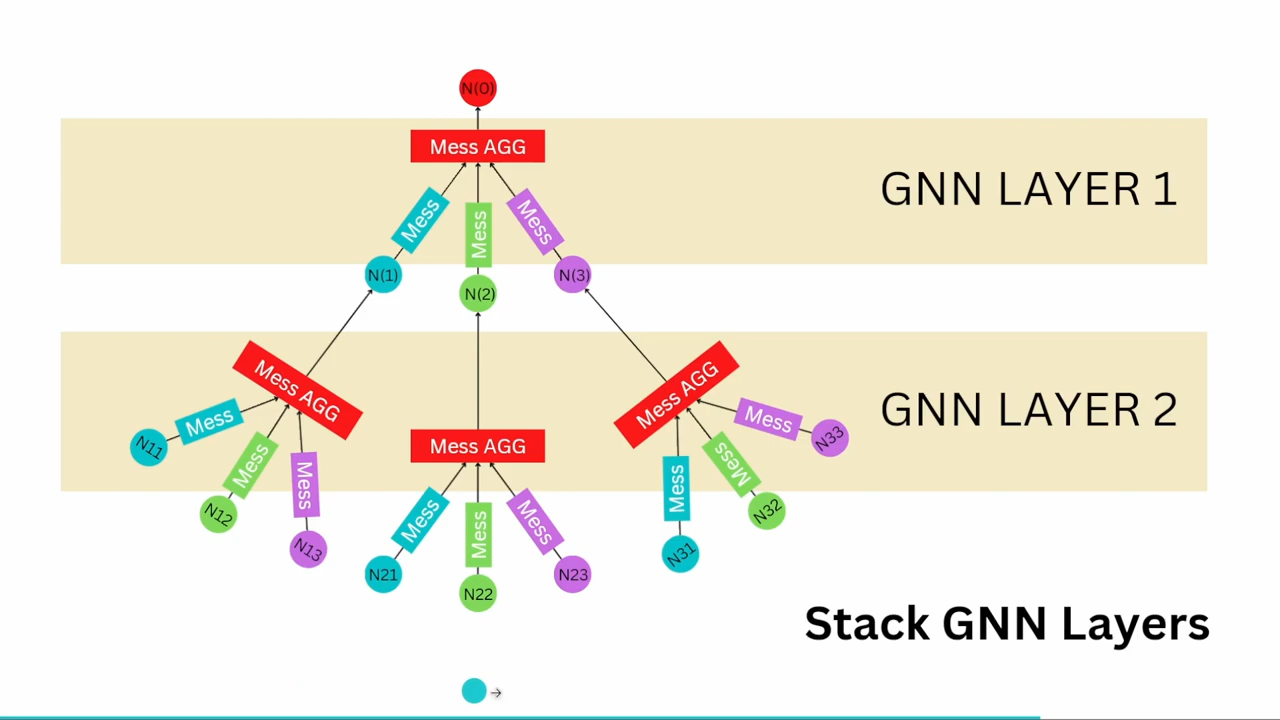 N(0)
Mess AGG
GNN LAYER 1
Mess
Mess
Mess
N(1)
N(2)
N(3)
Mess AGG
Mess AGG
GNN LAYER 2
Mess
Mess
Mess
N11
N12
N13
Mess AGG
Mess
Mess
Mess
N21
N22
N23
Mess
Mess
Mess
N31
N32
N33
Stack GNN Layers